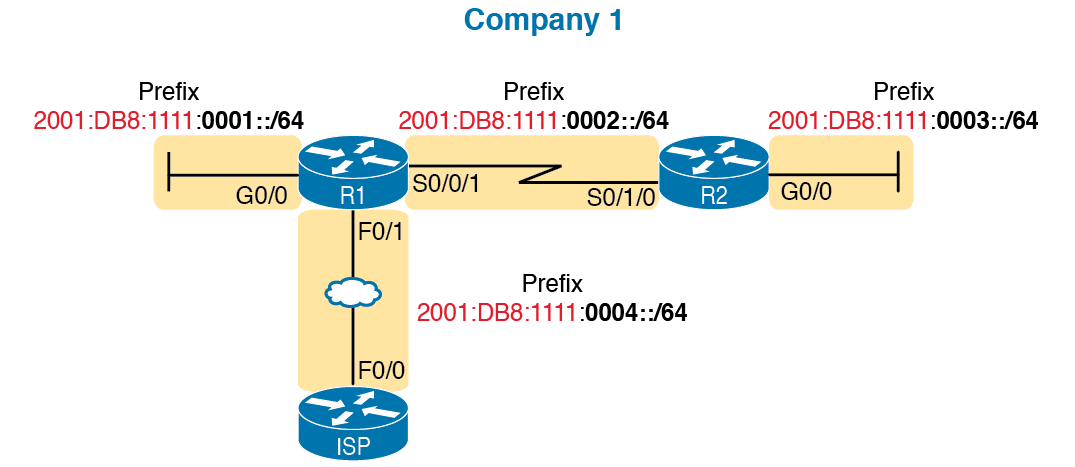 Company 1
Prefix
2001:DB8:1111:0001::/64
Prefix
2001:DB8:1111:0002::/64
Prefix
2001:DB8:1111:0003::/64
G0/0
R1
S0/0/1
S0/1/0
R2
G0/0
F0/1
Prefix
2001:DB8:1111:0004::/64
F0/0
ISP